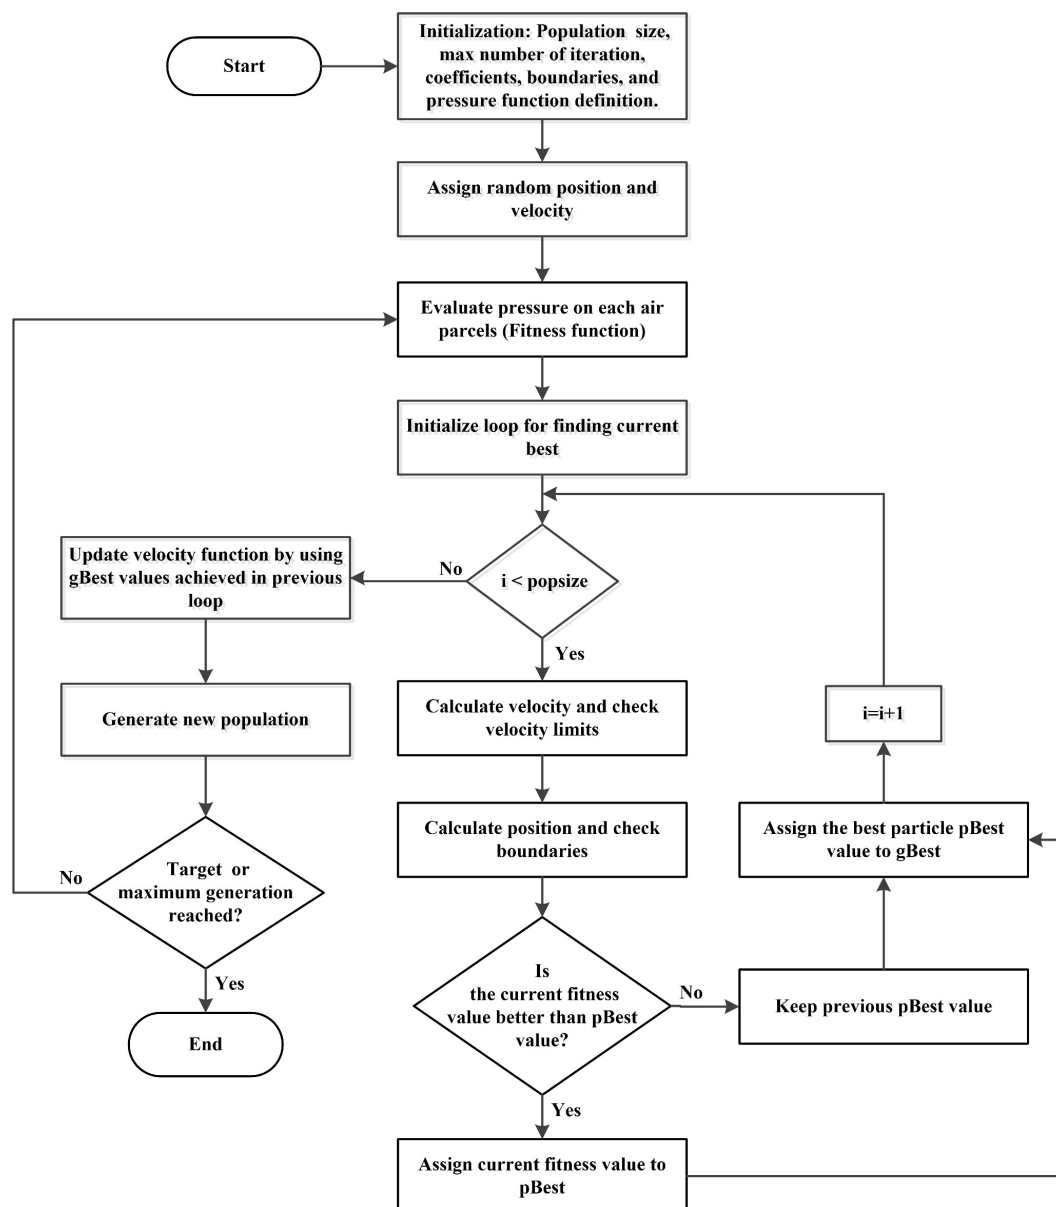 Start
Initialization: Population size,
max number of iteration,
coefficients, boundaries, and
pressure function definition.
Assign random position and
velocity
Evaluate pressure on each air
parcels (Fitness function)
Initialize loop for finding current
best
i < popsize
No
Yes
Update velocity function by using
gBest values achieved in previous
loop
Generate new population
Target or
maximum generation
reached?
No
Yes
End
Calculate velocity and check
velocity limits
Calculate position and check
boundaries
Is
the current fitness
value better than pBest
value?
No
Yes
Keep previous pBest value
Assign the best particle pBest
value to gBest
i=i+1
Assign current fitness value to
pBest